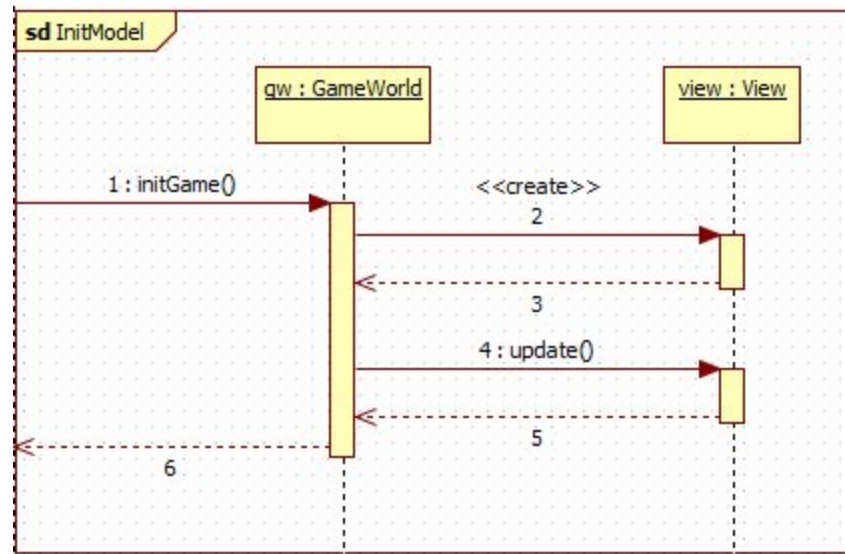 sd InitModel
gw : GameWorld
view : View
1 : initGame()
<<create>>
2
3
4 : update()
5
6